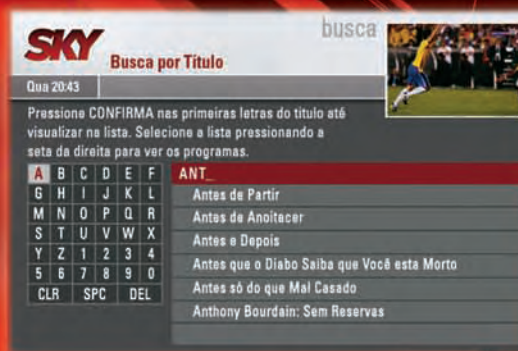 busca
SKY
Busca por Título
Qua 20:43
Pressione CONFIRMA nas primeiras letras do titulo até
visualizar na lista. Selecione a lista pressionando a
seta da direita para ver os programas.
A B C D E F
G H I J K L
M N O P Q R
S T U V W X
Y Z 1 2 3 4
5 6 7 8 9 0
CLR SPC DEL
ANT_
Antes de Partir
Antes de Anoitecer
Antes e Depois
Antes que o Diabo Saiba que Você esta Morto
Antes só do que Mal Casado
Anthony Bourdain: Sem Reservas